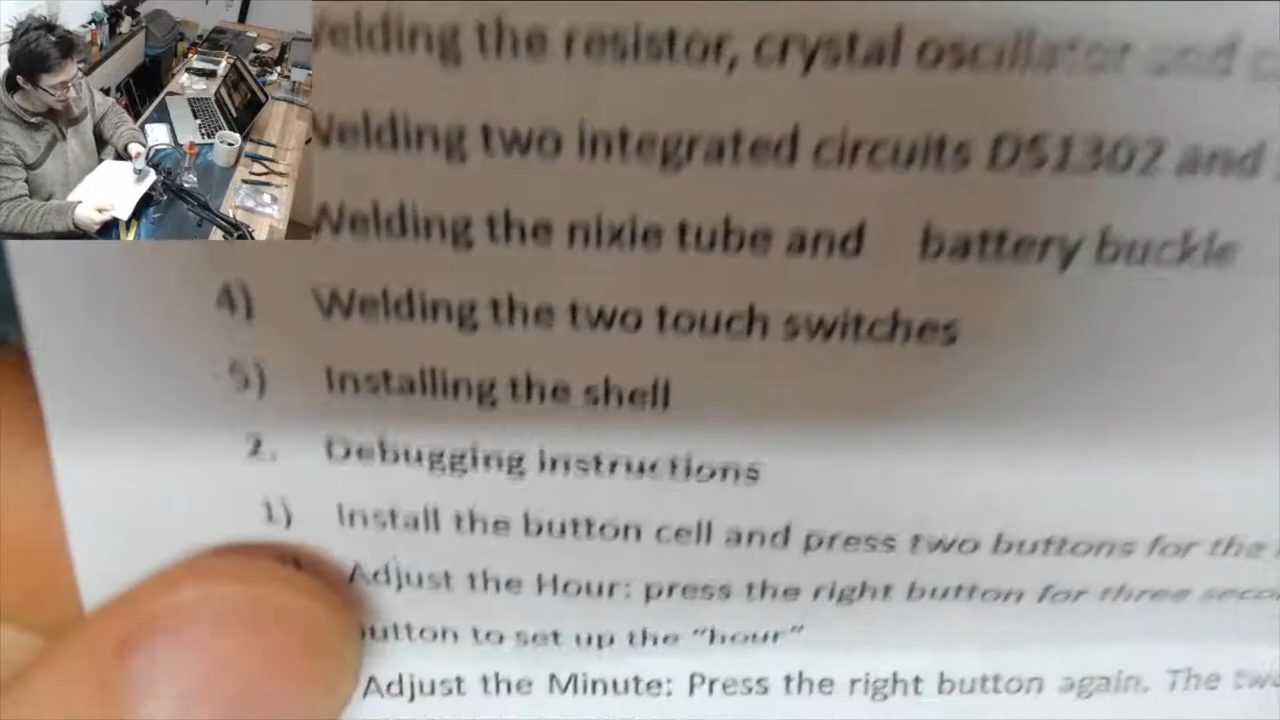 elding the resistor, crystal oscillator and
Welding two integrated circuits DS1302 and
Welding the nixie tube and battery buckle
4) Welding the two touch switches
5) Installing the shell
2. Debugging instructions
1) Install the button cell and press two buttons for the
Adjust the Hour: press the right button for three seco
utton to set up the "hour"
Adjust the Minute: Press the right button again. The two